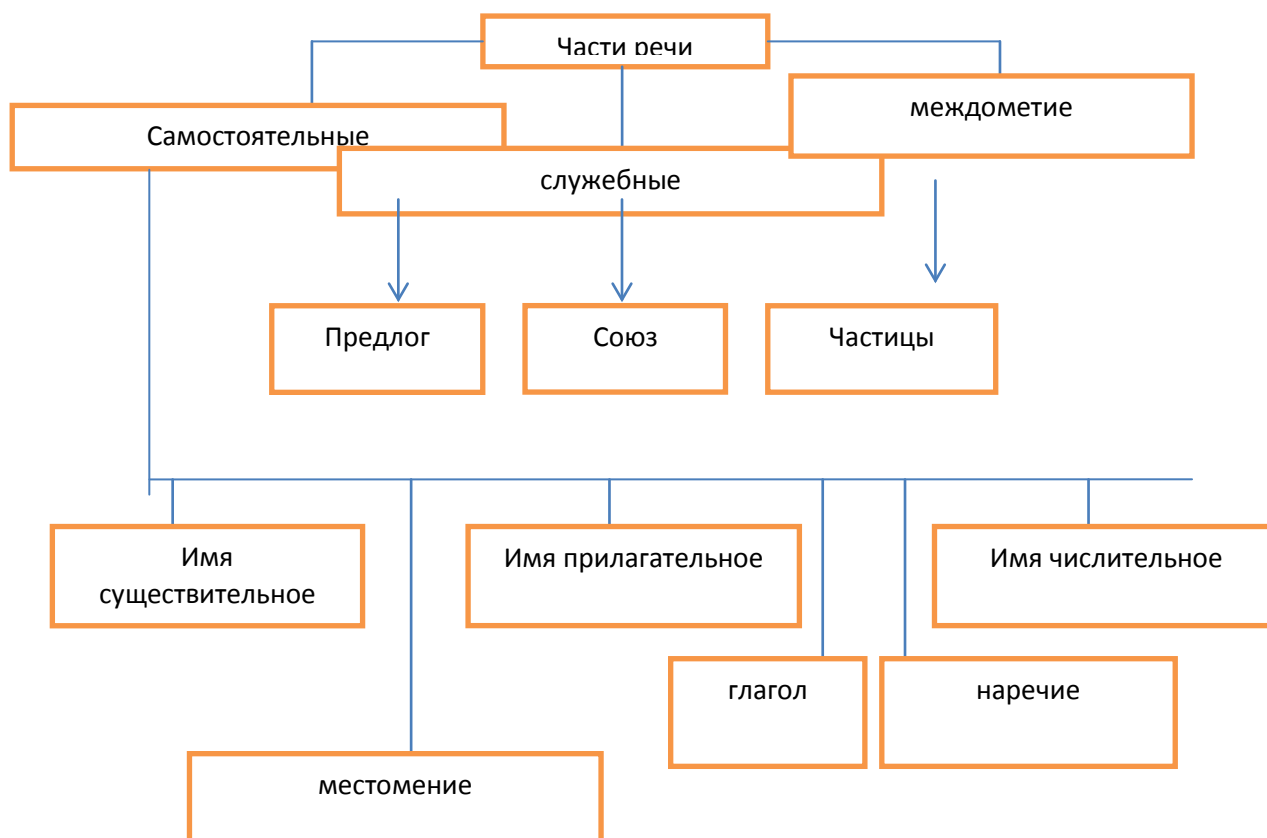 Части речи
междометие
Самостоятельные
служебные
Предлог
Союз
Частицы
Имя
существительное
Имя прилагательное
Имя числительное
глагол
наречие
местомение